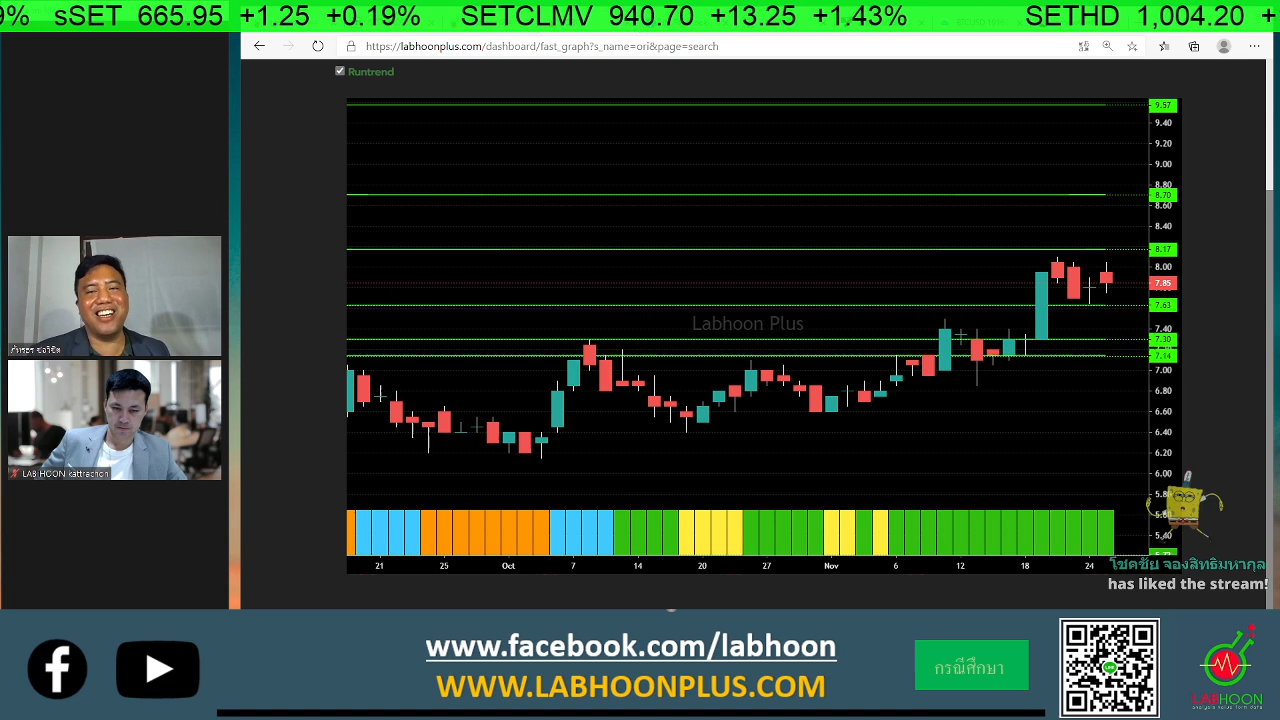 9% sSET 665.95 +1.25 +0.19% SETCLMV 940.70 +13.25 +1.43% SETHD 1,004.20 +
https://labhoonplus.com/dashboard/fast_graph?s_name=ori&page=search
Runtrend
9.57
9.40
9.20
9.00
8.80
8.70
8.60
8.40
8.17
8.00
7.85
7.63
Labhoon Plus
7.40
7.30
7.14
7.00
6.80
6.60
6.40
6.20
6.00
5.80
5.60
5.40
21 25 Oct 7 14 20 27 Nov 6 12 18 24
LAB HOON kattrachon
โชคชัย จองสิทธิมหากุล
has liked the stream!
www.facebook.com/labhoon
WWW.LABHOONPLUS.COM
กรณีศึกษา
LINE
LABHOON
analysis value form data